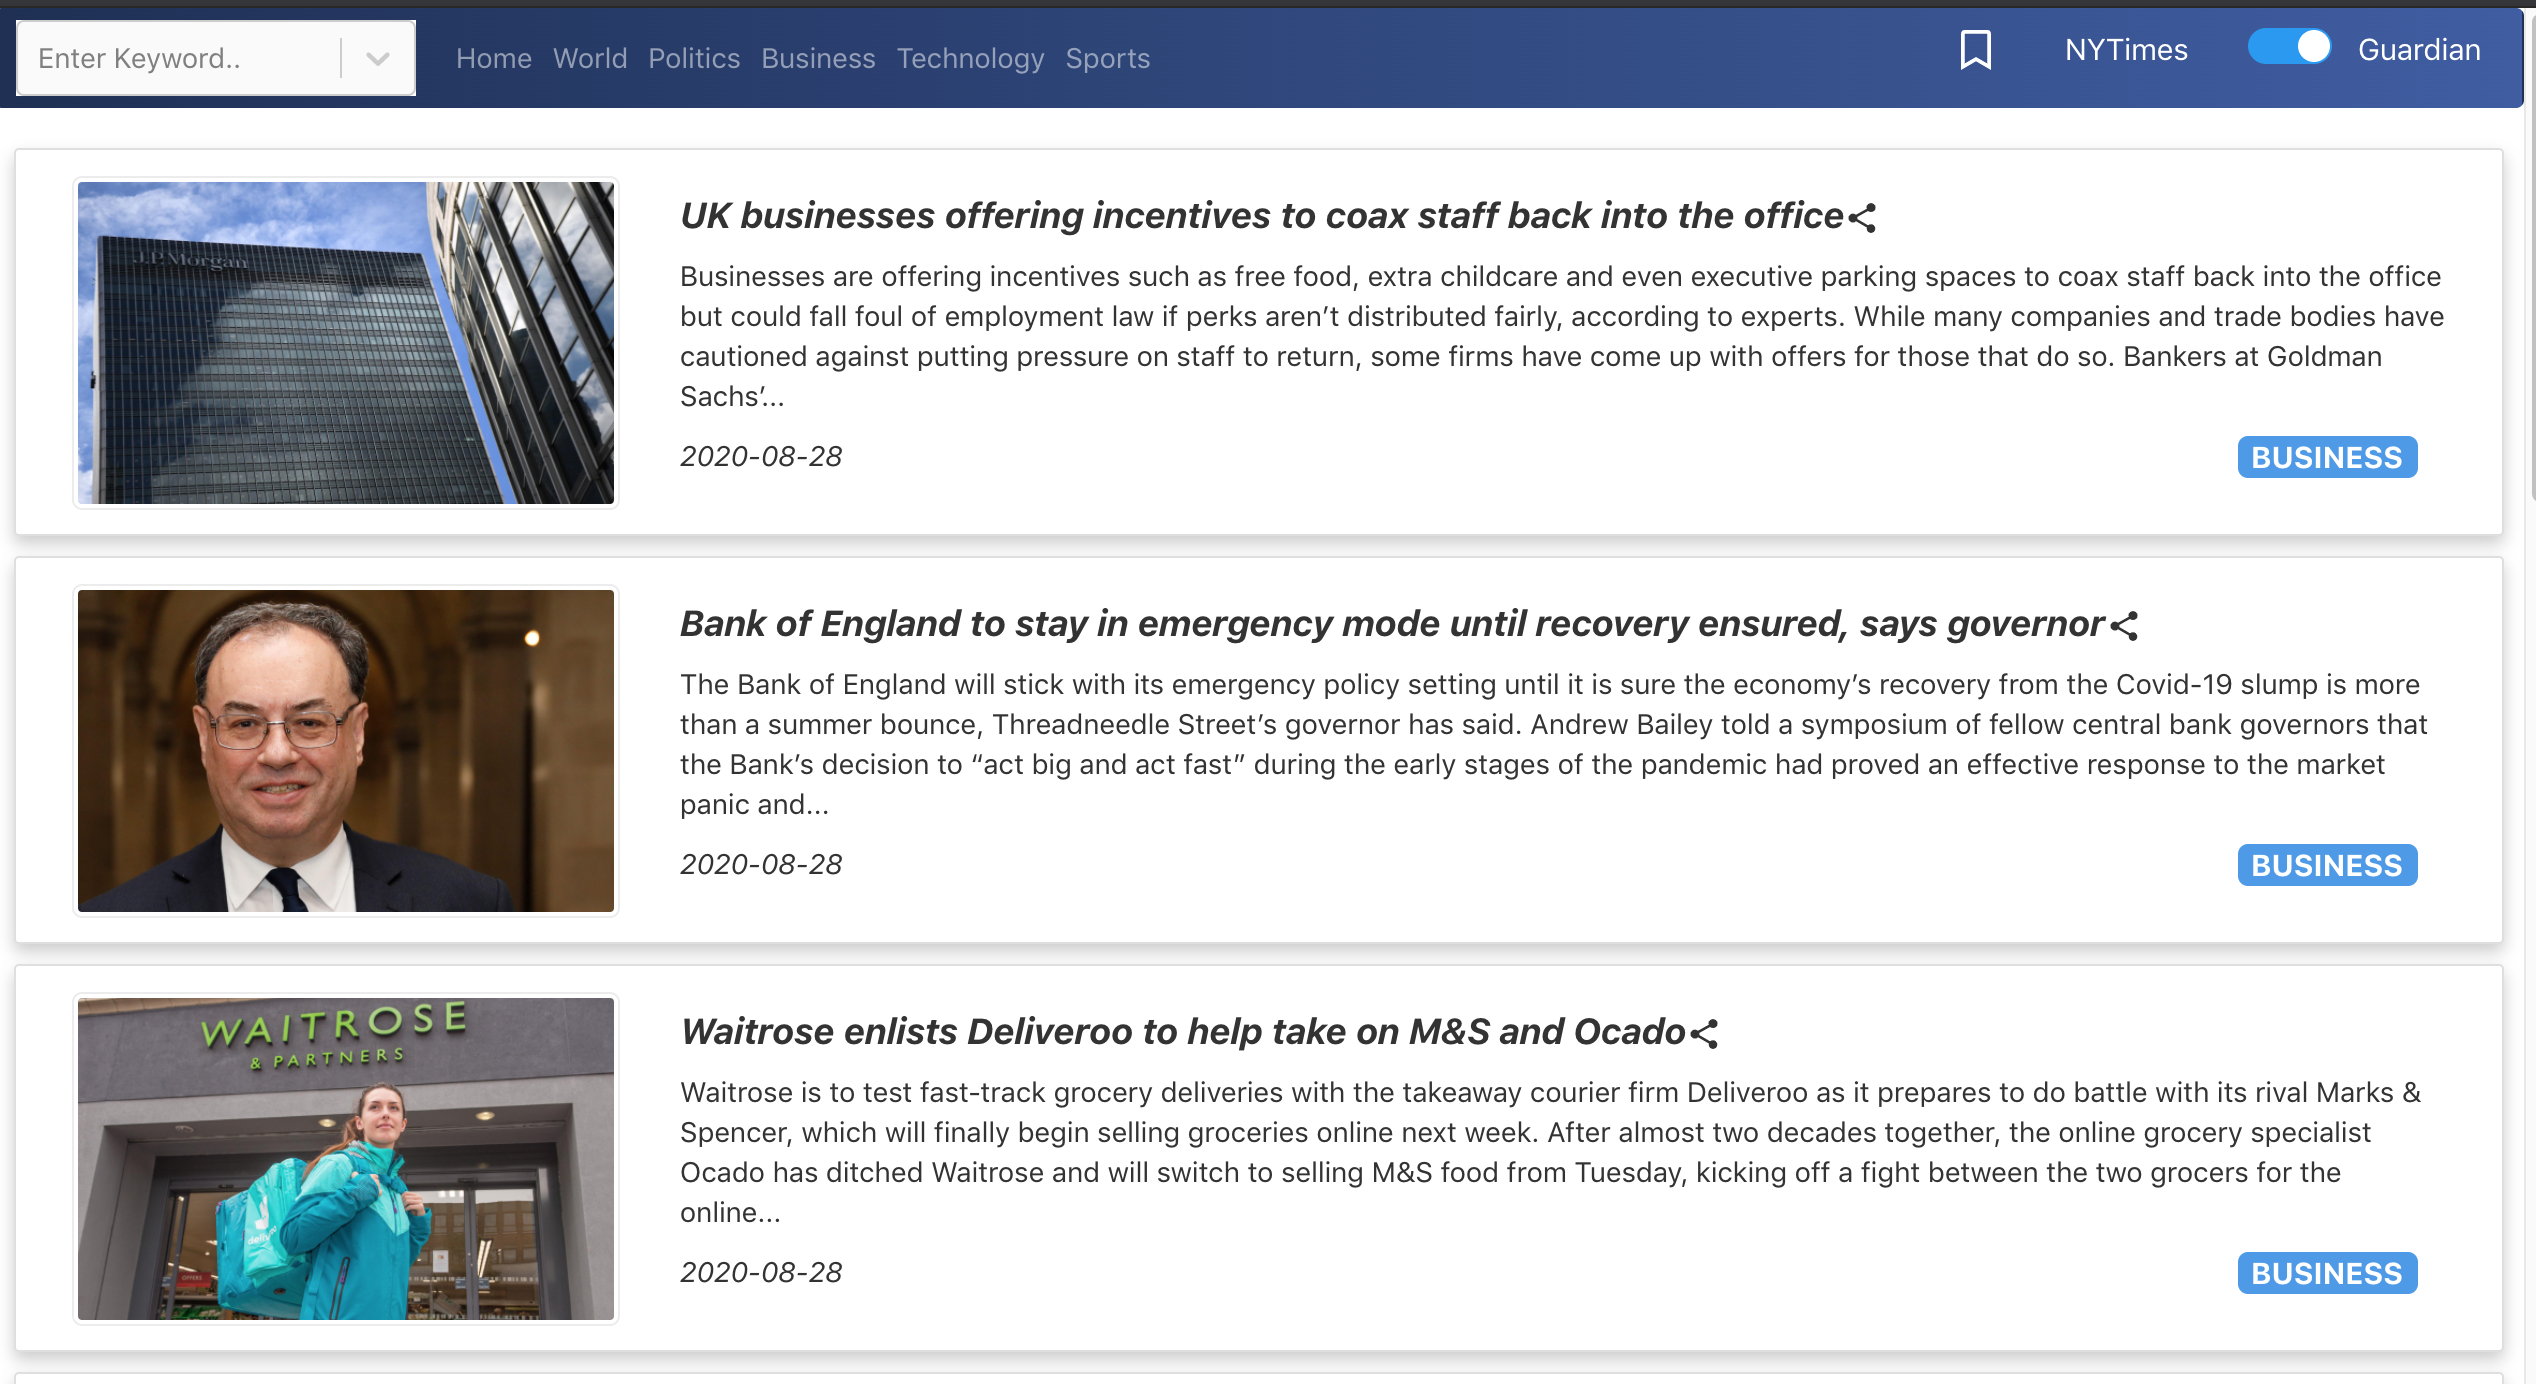 Enter Keyword..
Home World Politics Business Technology Sports
NYTimes
Guardian
J.P.Morgan
UK businesses offering incentives to coax staff back into the office
Businesses are offering incentives such as free food, extra childcare and even executive parking spaces to coax staff back into the office
but could fall foul of employment law if perks aren’t distributed fairly, according to experts. While many companies and trade bodies have
cautioned against putting pressure on staff to return, some firms have come up with offers for those that do so. Bankers at Goldman
Sachs’...
2020-08-28
BUSINESS
Bank of England to stay in emergency mode until recovery ensured, says governor
The Bank of England will stick with its emergency policy setting until it is sure the economy’s recovery from the Covid-19 slump is more
than a summer bounce, Threadneedle Street’s governor has said. Andrew Bailey told a symposium of fellow central bank governors that
the Bank’s decision to “act big and act fast” during the early stages of the pandemic had proved an effective response to the market
panic and...
2020-08-28
BUSINESS
WAITROSE
& PARTNERS
OFFERS
Waitrose enlists Deliveroo to help take on M&S and Ocado
Waitrose is to test fast-track grocery deliveries with the takeaway courier firm Deliveroo as it prepares to do battle with its rival Marks &
Spencer, which will finally begin selling groceries online next week. After almost two decades together, the online grocery specialist
Ocado has ditched Waitrose and will switch to selling M&S food from Tuesday, kicking off a fight between the two grocers for the
online...
2020-08-28
BUSINESS